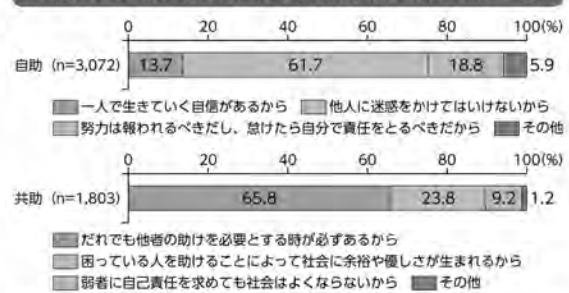 0 20 40 60 80 100(%)
自助 (n=3,072) 13.7 61.7 18.8 5.9
一人で生きていく自信があるから 他人に迷惑をかけてはいけないから
努力は報われるべきだし、怠けたら自分で責任をとるべきだから その他
0 20 40 60 80 100(%)
共助 (n=1,803) 65.8 23.8 9.2 1.2
だれでも他者の助けを必要とする時が必ずあるから
困っている人を助けることによって社会に余裕や優しさが生まれるから
弱者に自己責任を求めても社会はよくならないから その他